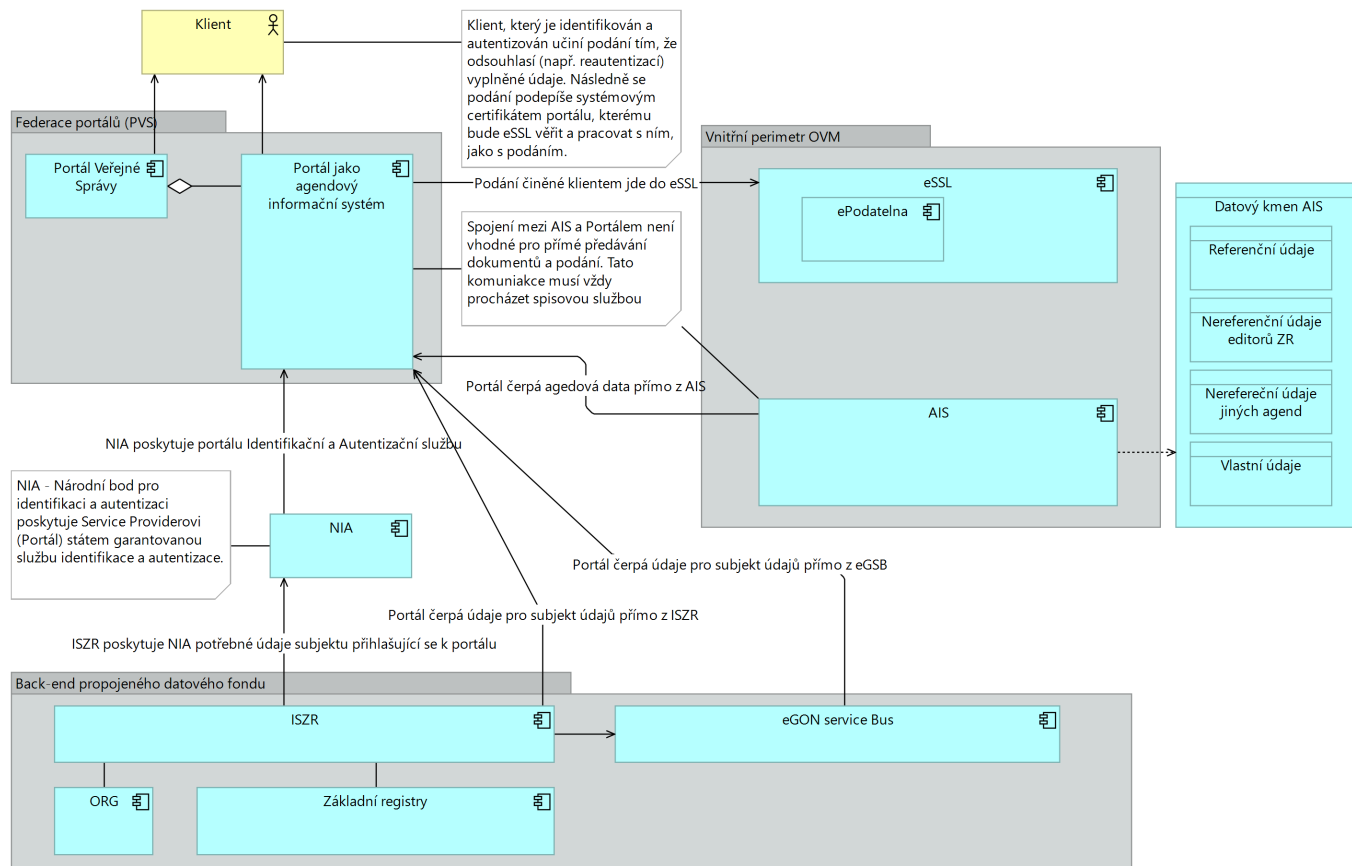 Klient
Klient, který je identifikován a
autentizován učiní podání tím, že
odsouhlasí (např. reautentizací)
vyplněné údaje. Následně se
podání podepíše systémovým
certifikátem portálu, kterému
bude eSSL věřit a pracovat s ním,
jako s podáním.
Federace portálů (PVS)
Portál Veřejné
Správy
Portál jako
agendový
informační systém
Podání činěné klientem jde do eSSL
Vnitřní perimetr OVM
eSSL
ePodatelna
Spojení mezi AIS a Portálem není
vhodné pro přímé předávání
dokumentů a podání. Tato
komuniakce musí vždy
procházet spisovou službou
Datový kmen AIS
Referenční údaje
Nereferenční údaje
editorů ZR
Nerefereční údaje
jiných agend
Vlastní údaje
Portál čerpá agedová data přímo z AIS
AIS
NIA poskytuje portálu Identifikační a Autentizační službu
NIA - Národní bod pro
identifikaci a autentizaci
poskytuje Service Providerovi
(Portál) státem garantovanou
službu identifikace a autentizace.
NIA
Portál čerpá údaje pro subjekt údajů přímo z eGSB
Portál čerpá údaje pro subjekt údajů přímo z ISZR
ISZR poskytuje NIA potřebné údaje subjektu přihlašující se k portálu
Back-end propojeného datového fondu
ISZR
eGON service Bus
ORG
Základní registry